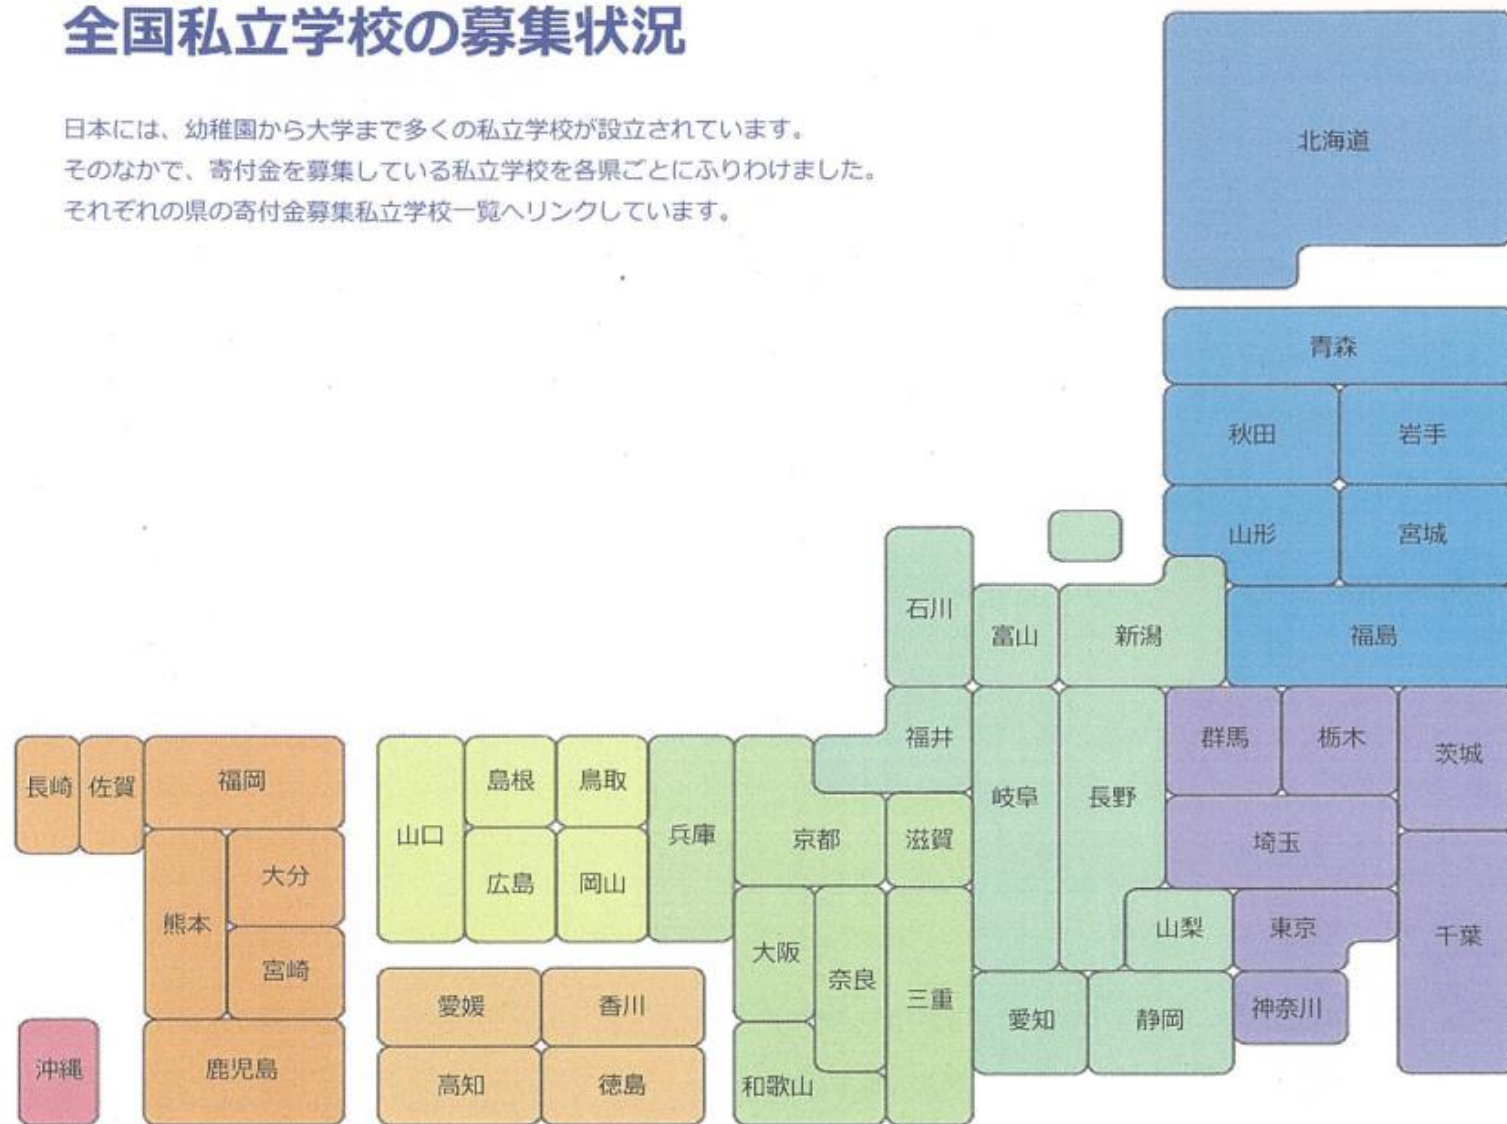 全国私立学校の募集状況
日本には、幼稚園から大学まで多くの私立学校が設立されています。
そのなかで、寄付金を募集している私立学校を各県ごとにふりわけました。
それぞれの県の寄付金募集私立学校一覧へリンクしています。
北海道
青森
秋田
岩手
山形
宮城
石川
富山
新潟
福島
福井
群馬
栃木
茨城
長崎
佐賀
福岡
島根
鳥取
岐阜
長野
山口
兵庫
京都
滋賀
埼玉
大分
広島
岡山
熊本
山梨
東京
千葉
宮崎
大阪
奈良
三重
愛媛
香川
愛知
静岡
神奈川
沖縄
鹿児島
高知
徳島
和歌山